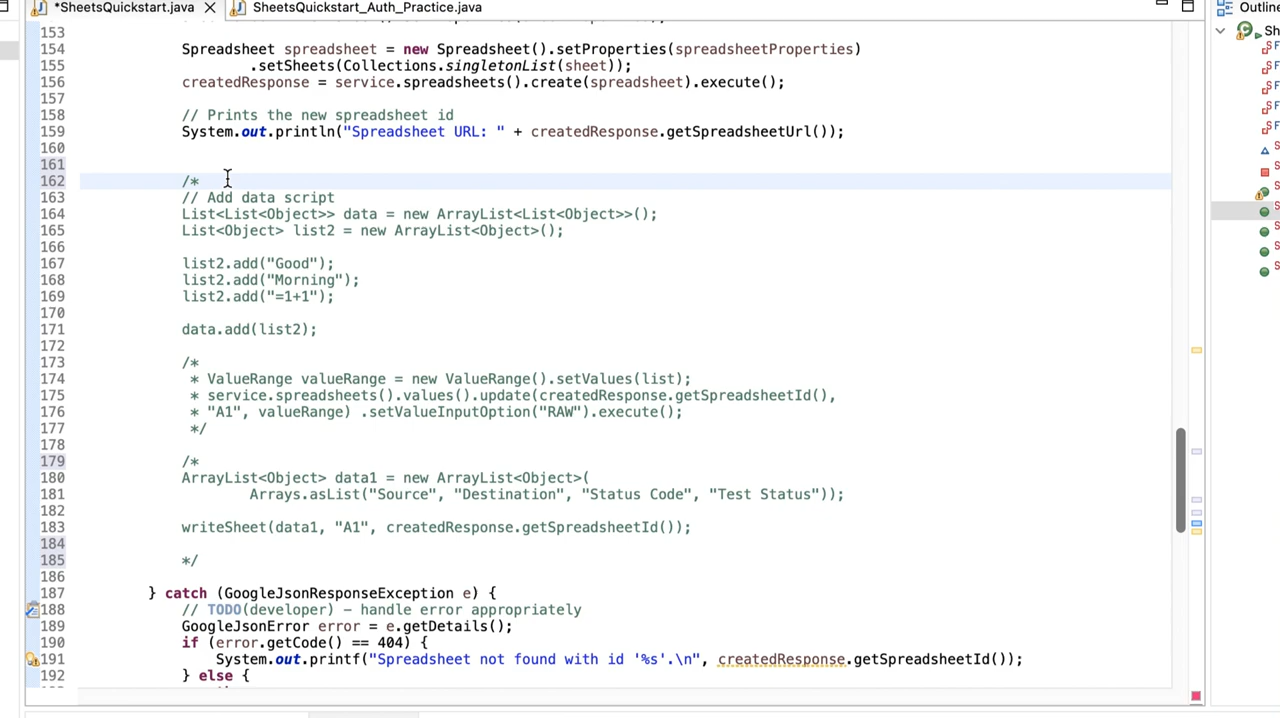 *SheetsQuickstart.java X SheetsQuickstart_Auth_Practice.java Outline
153
154 Spreadsheet spreadsheet = new Spreadsheet().setProperties(spreadsheetProperties)
155 .setSheets(Collections.singletonList(sheet));
156 createdResponse = service.spreadsheets().create(spreadsheet).execute();
157
158 // Prints the new spreadsheet id
159 System.out.println("Spreadsheet URL: " + createdResponse.getSpreadsheetUrl());
160
161
162 /*
163 // Add data script
164 List<List<Object>> data = new ArrayList<List<Object>>();
165 List<Object> list2 = new ArrayList<Object>();
166
167 list2.add("Good");
168 list2.add("Morning");
169 list2.add("=1+1");
170
171 data.add(list2);
172
173 /*
174 * ValueRange valueRange = new ValueRange().setValues(list);
175 * service.spreadsheets().values().update(createdResponse.getSpreadsheetId(),
176 * "A1", valueRange) .setValueInputOption("RAW").execute();
177 */
178
179 /*
180 ArrayList<Object> data1 = new ArrayList<Object>(
181 Arrays.asList("Source", "Destination", "Status Code", "Test Status"));
182
183 writeSheet(data1, "A1", createdResponse.getSpreadsheetId());
184
185 */
186
187 } catch (GoogleJsonResponseException e) {
188 // TODO(developer) - handle error appropriately
189 GoogleJsonError error = e.getDetails();
190 if (error.getCode() == 404) {
191 System.out.printf("Spreadsheet not found with id '%s'.\n", createdResponse.getSpreadsheetId());
192 } else {